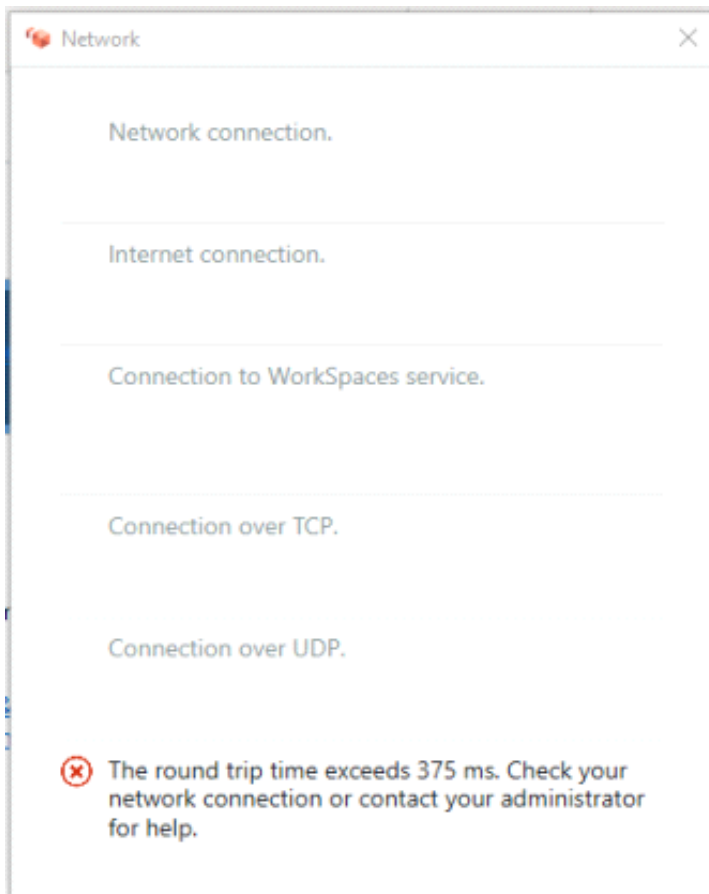 Network
Network connection.
Internet connection.
Connection to WorkSpaces service.
Connection over TCP.
Connection over UDP.
The round trip time exceeds 375 ms. Check your
network connection or contact your administrator
for help.